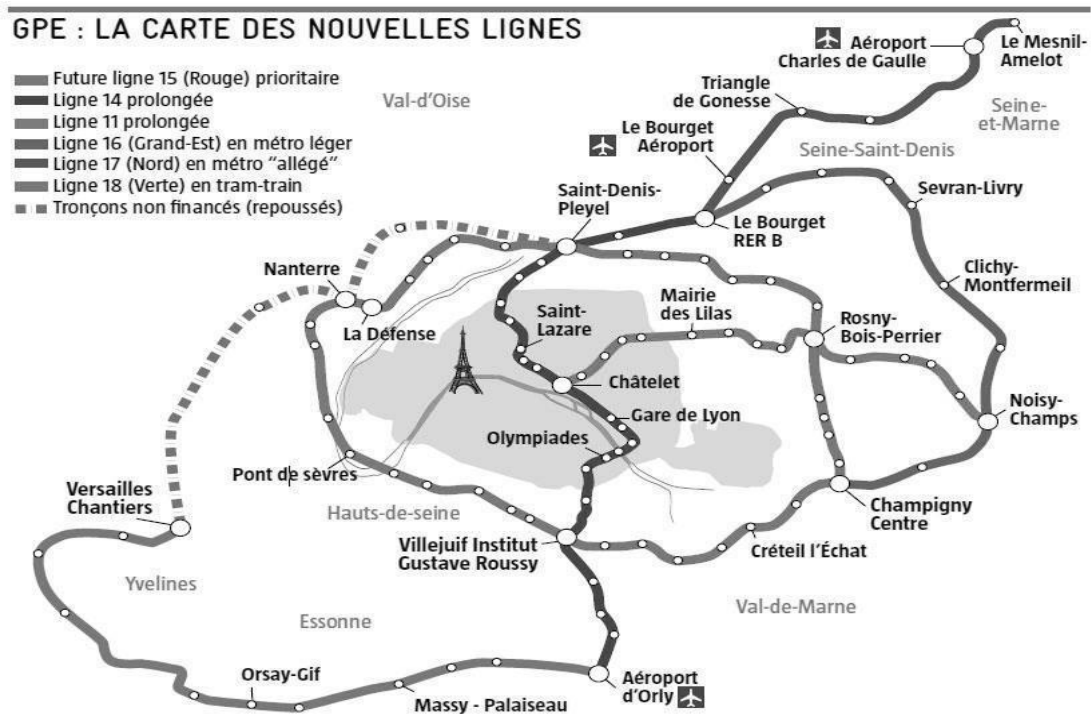 GPE : LA CARTE DES NOUVELLES LIGNES
Future ligne 15 (Rouge) prioritaire
Ligne 14 prolongée
Ligne 11 prolongée
Ligne 16 (Grand-Est) en métro léger
Ligne 17 (Nord) en métro “allégé”
Ligne 18 (Verte) en tram-train
Tronçons non financés (repoussés)
Val-d'Oise
Aéroport
Charles de Gaulle
Le Mesnil-
Amelot
Triangle
de Gonesse
Seine-
et-Marne
Le Bourget
Aéroport
Seine-Saint-Denis
Saint-Denis-
Pleyel
Sevran-Livry
Le Bourget
RER B
Nanterre
Clichy-
Montfermeil
La Défense
Saint-
Lazare
Mairie
des Lilas
Rosny-
Bois-Perrier
Châtelet
Gare de Lyon
Noisy-
Champs
Olympiades
Pont de sèvres
Versailles
Chantiers
Hauts-de-seine
Champigny
Centre
Villejuif Institut
Gustave Roussy
Créteil l'Échat
Yvelines
Essonne
Val-de-Marne
Orsay-Gif
Massy - Palaiseau
Aéroport
d'Orly